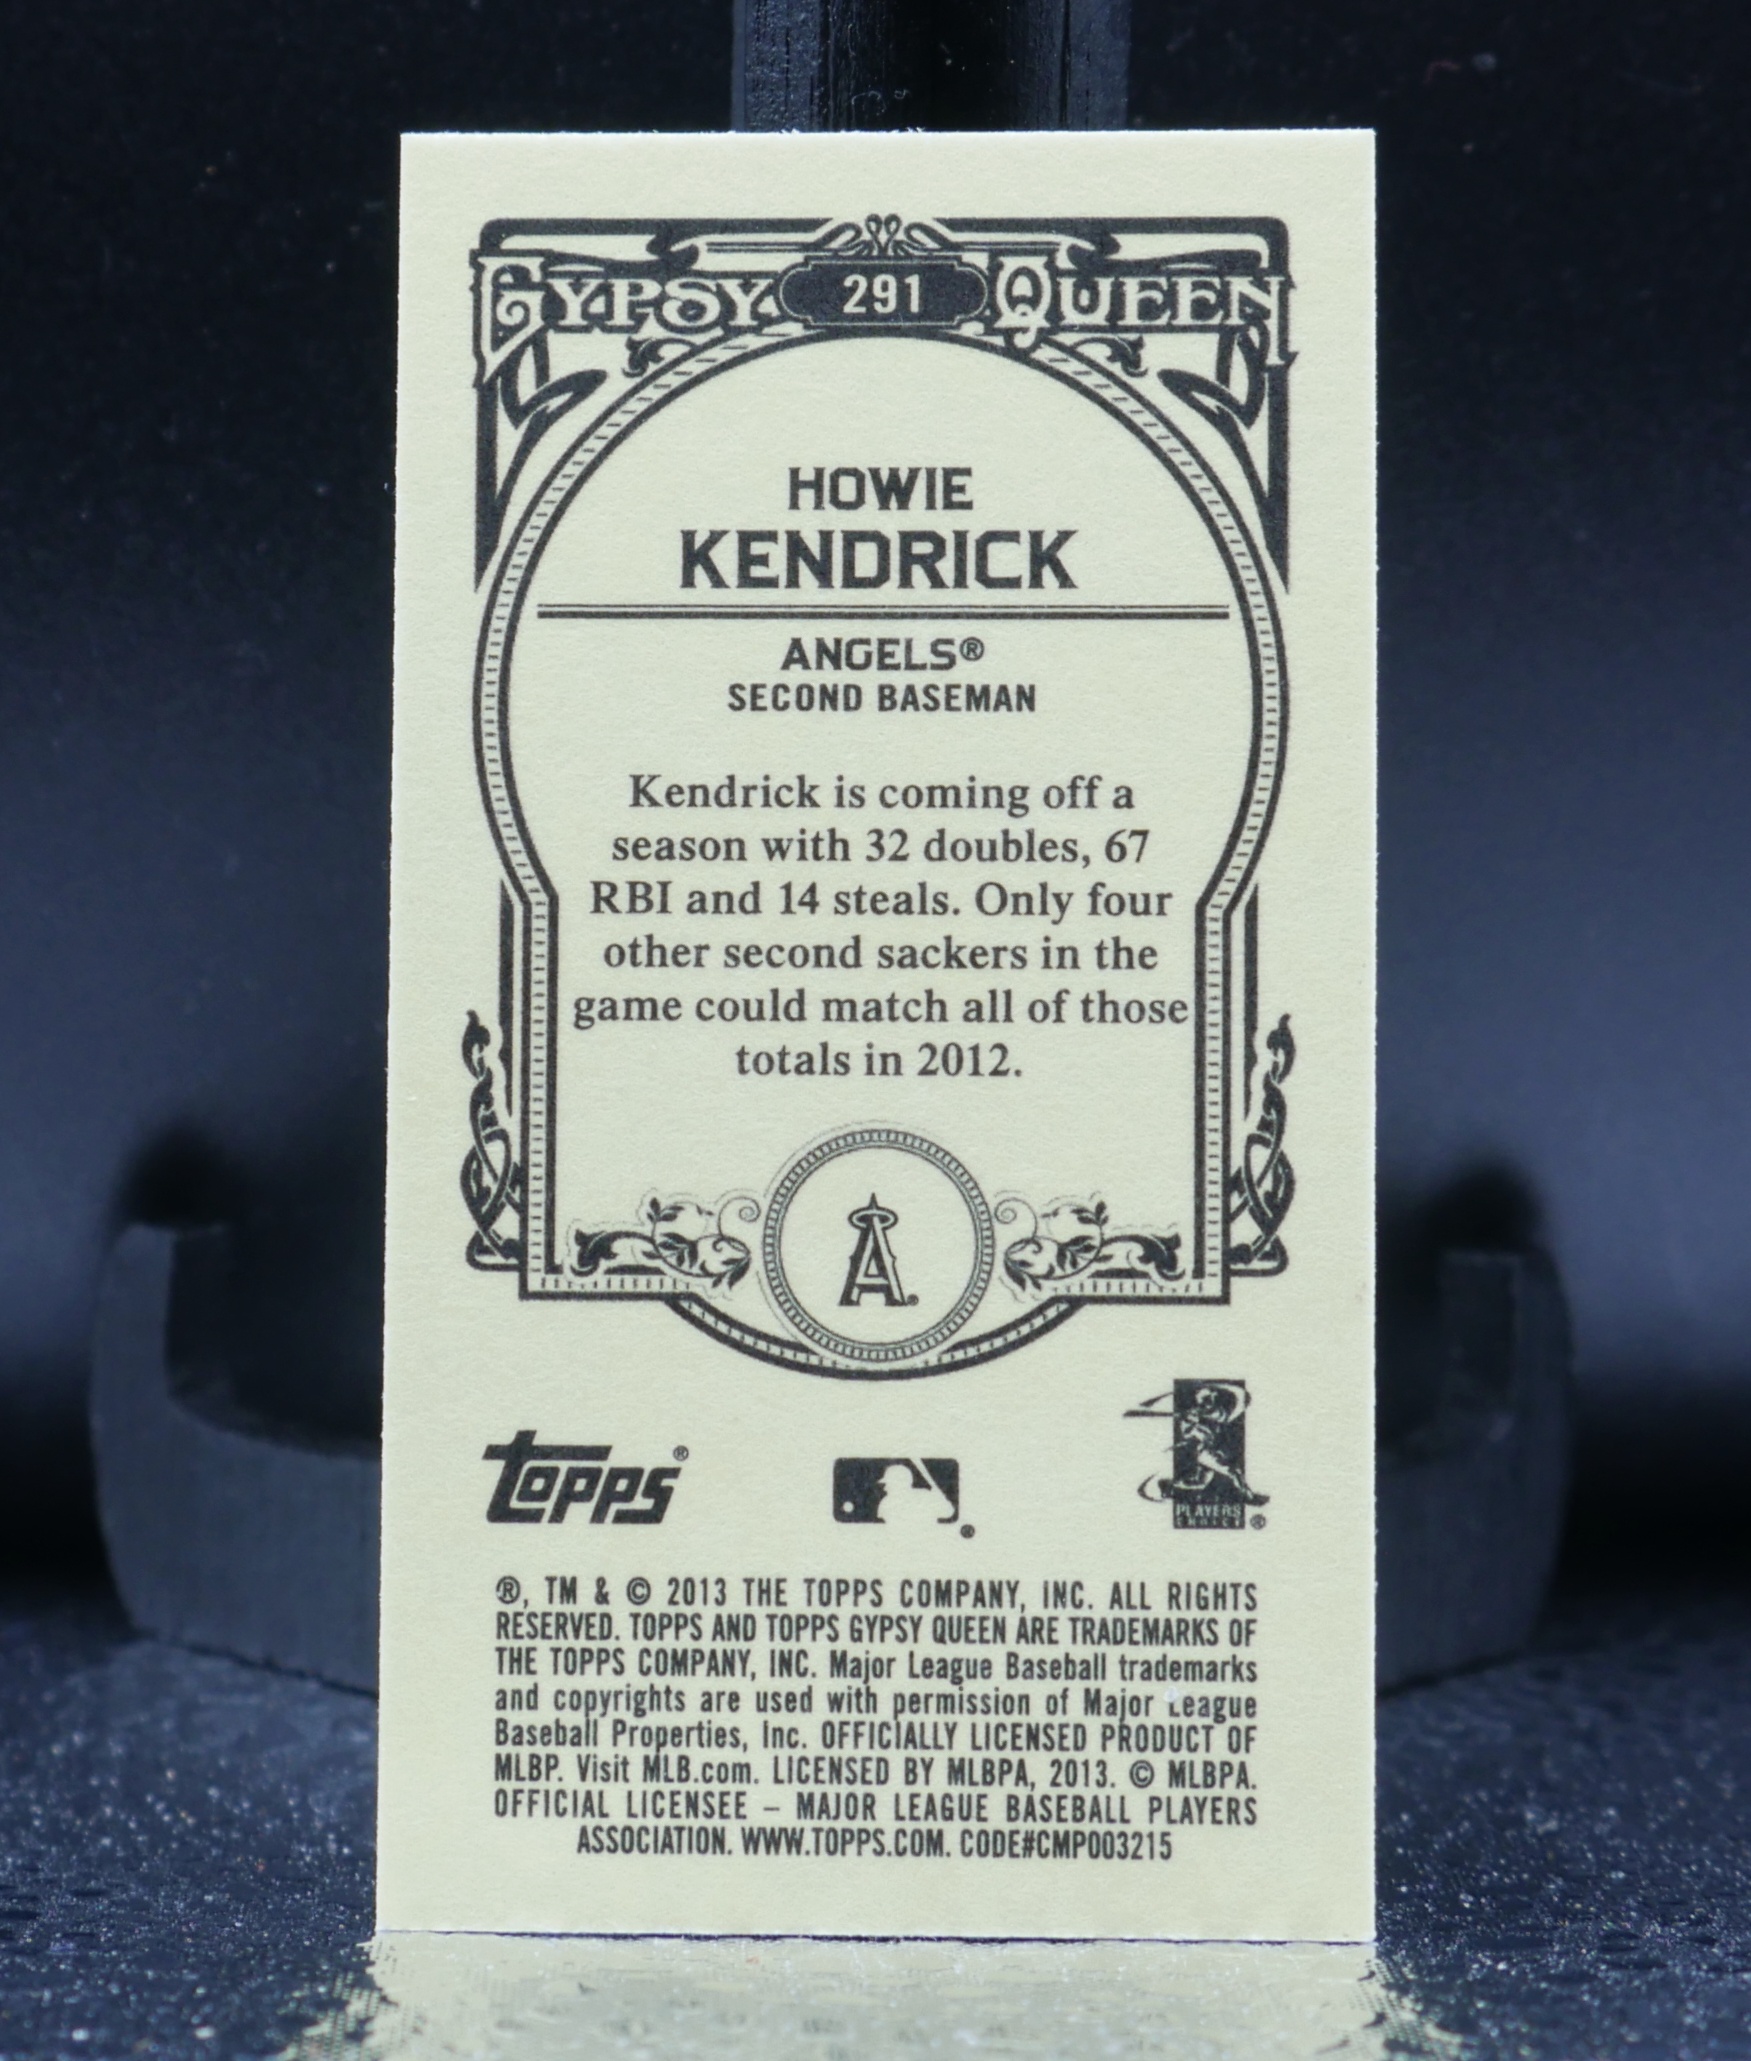 GYPSY 291 QUEEN
HOWIE
KENDRICK
ANGELS®
SECOND BASEMAN
Kendrick is coming off a
season with 32 doubles, 67
RBI and 14 steals. Only four
other second sackers in the
game could match all of those
totals in 2012.
A®
Topps® ® PLAYERS
CHOICE ®
®, TM & © 2013 THE TOPPS COMPANY, INC. ALL RIGHTS
RESERVED. TOPPS AND TOPPS GYPSY QUEEN ARE TRADEMARKS OF
THE TOPPS COMPANY, INC. Major League Baseball trademarks
and copyrights are used with permission of Major League
Baseball Properties, Inc. OFFICIALLY LICENSED PRODUCT OF
MLBP. Visit MLB.com. LICENSED BY MLBPA, 2013. © MLBPA.
OFFICIAL LICENSEE – MAJOR LEAGUE BASEBALL PLAYERS
ASSOCIATION. WWW.TOPPS.COM. CODE#CMP003215